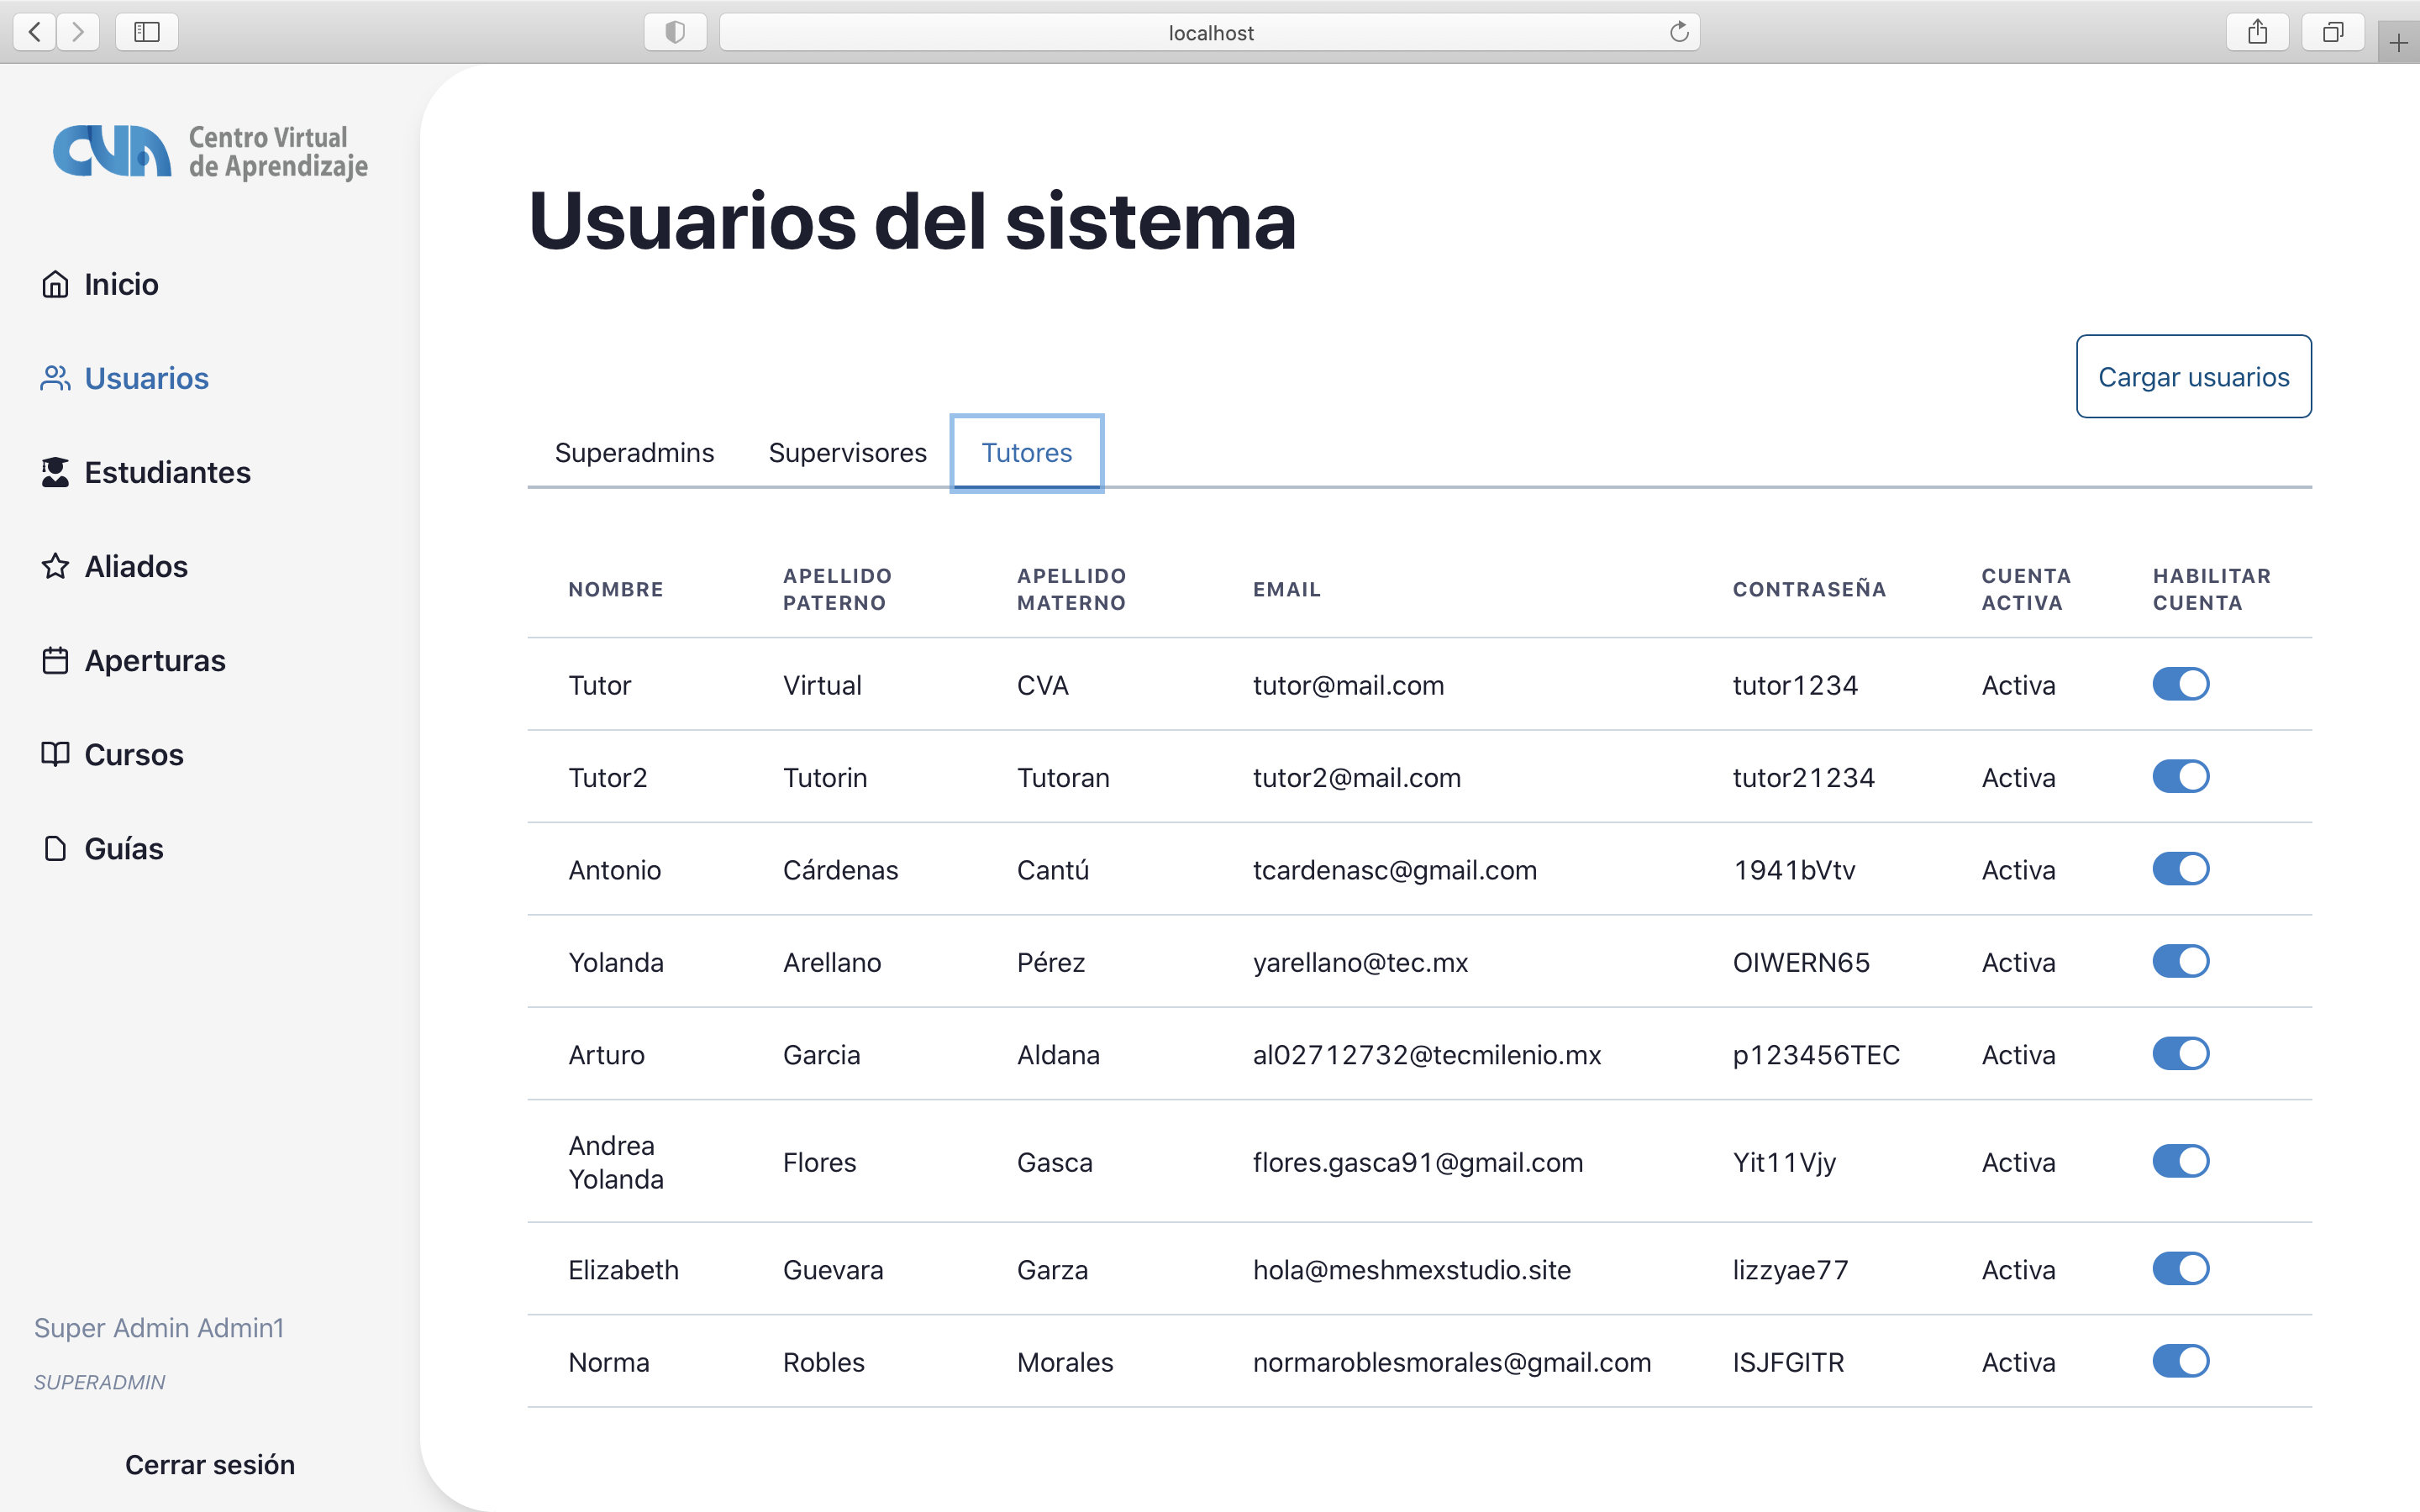 localhost
CVA Centro Virtual
de Aprendizaje
Inicio
Usuarios
Estudiantes
Aliados
Aperturas
Cursos
Guías
Super Admin Admin1
SUPERADMIN
Cerrar sesión
Usuarios del sistema
Cargar usuarios
Superadmins Supervisores Tutores
NOMBRE APELLIDO PATERNO APELLIDO MATERNO EMAIL CONTRASEÑA CUENTA ACTIVA HABILITAR CUENTA
Tutor Virtual CVA tutor@mail.com tutor1234 Activa
Tutor2 Tutorin Tutoran tutor2@mail.com tutor21234 Activa
Antonio Cárdenas Cantú tcardenasc@gmail.com 1941bVtv Activa
Yolanda Arellano Pérez yarellano@tec.mx OIWERN65 Activa
Arturo Garcia Aldana al02712732@tecmilenio.mx p123456TEC Activa
Andrea Yolanda Flores Gasca flores.gasca91@gmail.com Yit11Vjy Activa
Elizabeth Guevara Garza hola@meshmexstudio.site lizzyae77 Activa
Norma Robles Morales normaroblesmorales@gmail.com ISJFGITR Activa